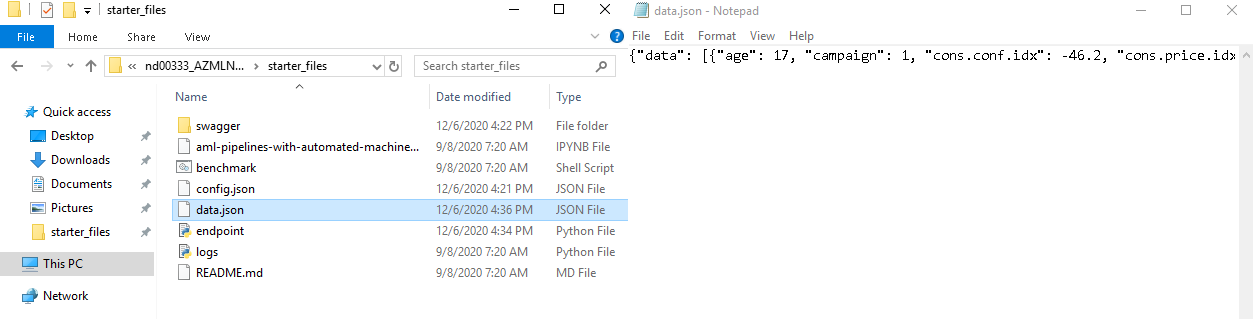 starter_files
File Home Share View
nd00333_AZMLN... starter_files Search starter_files
Quick access
Desktop
Downloads
Documents
Pictures
starter_files
This PC
Network
Name Date modified Type
swagger 12/6/2020 4:22 PM File folder
aml-pipelines-with-automated-machine... 9/8/2020 7:20 AM IPYNB File
benchmark 9/8/2020 7:20 AM Shell Script
config.json 12/6/2020 4:21 PM JSON File
data.json 12/6/2020 4:36 PM JSON File
endpoint 12/6/2020 4:34 PM Python File
logs 9/8/2020 7:20 AM Python File
README.md 9/8/2020 7:20 AM MD File
data.json - Notepad
File Edit Format View Help
{"data": [{"age": 17, "campaign": 1, "cons.conf.idx": -46.2, "cons.price.idx